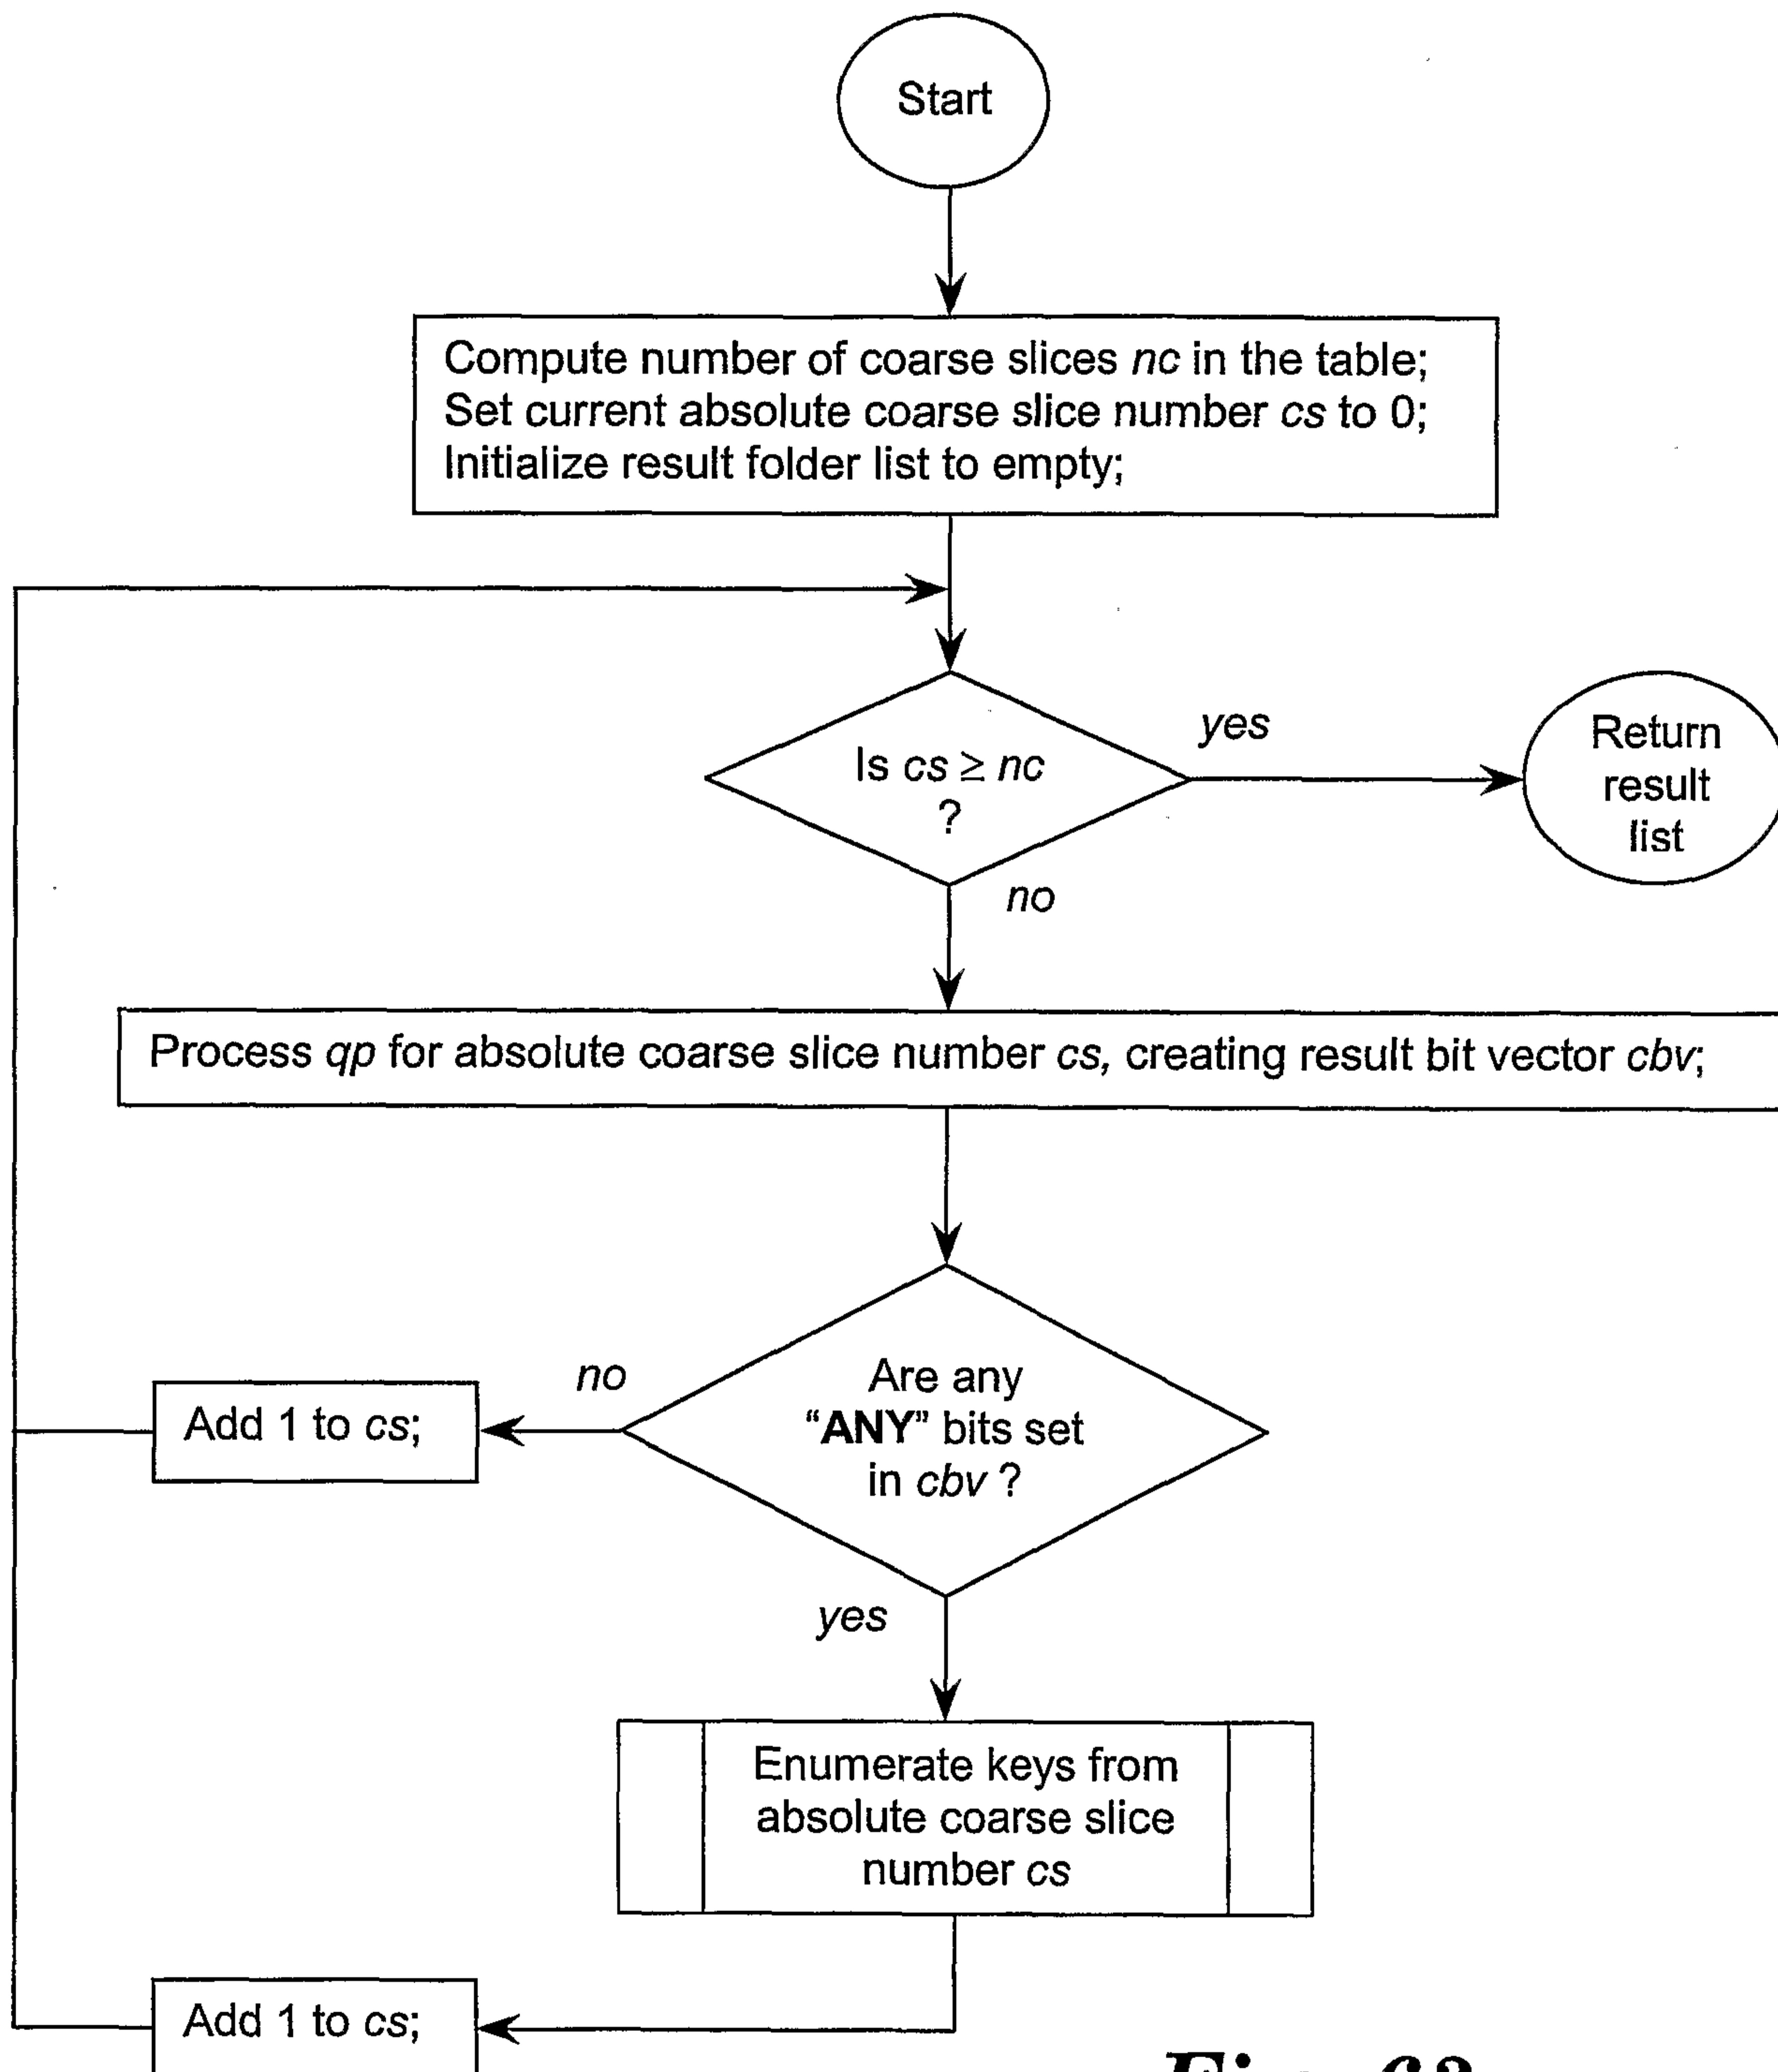 Start
Compute number of coarse slices nc in the table;
Set current absolute coarse slice number cs to 0;
Initialize result folder list to empty;
Is cs ≥ nc
?
yes
Return
result
list
no
Process qp for absolute coarse slice number cs, creating result bit vector cbv;
Are any
“ANY” bits set
in cbv ?
no
Add 1 to cs;
yes
Enumerate keys from
absolute coarse slice
number cs
Add 1 to cs;